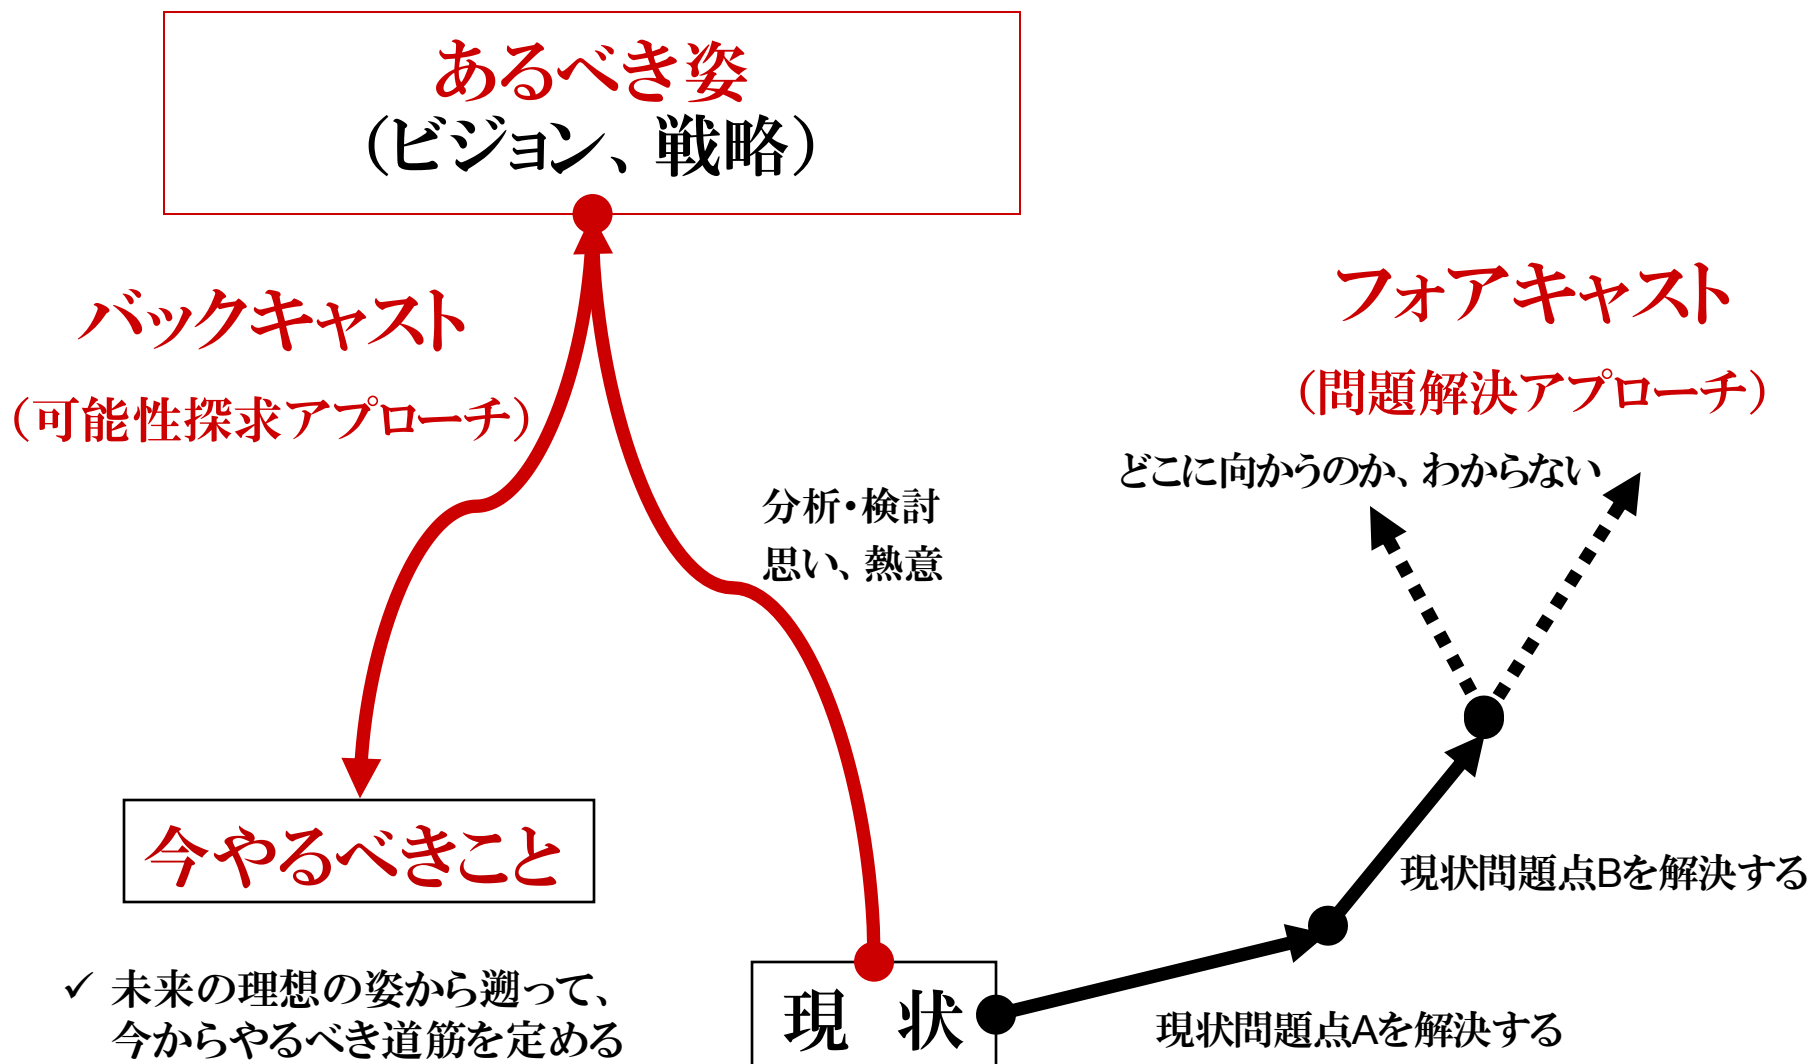 あるべき姿
（ビジョン、戦略）
バックキャスト
（可能性探求アプローチ）
フォアキャスト
（問題解決アプローチ）
どこに向かうのか、わからない
分析・検討
思い、熱意
今やるべきこと
現状問題点Bを解決する
✓ 未来の理想の姿から遡って、
今からやるべき道筋を定める
現　状
現状問題点Aを解決する